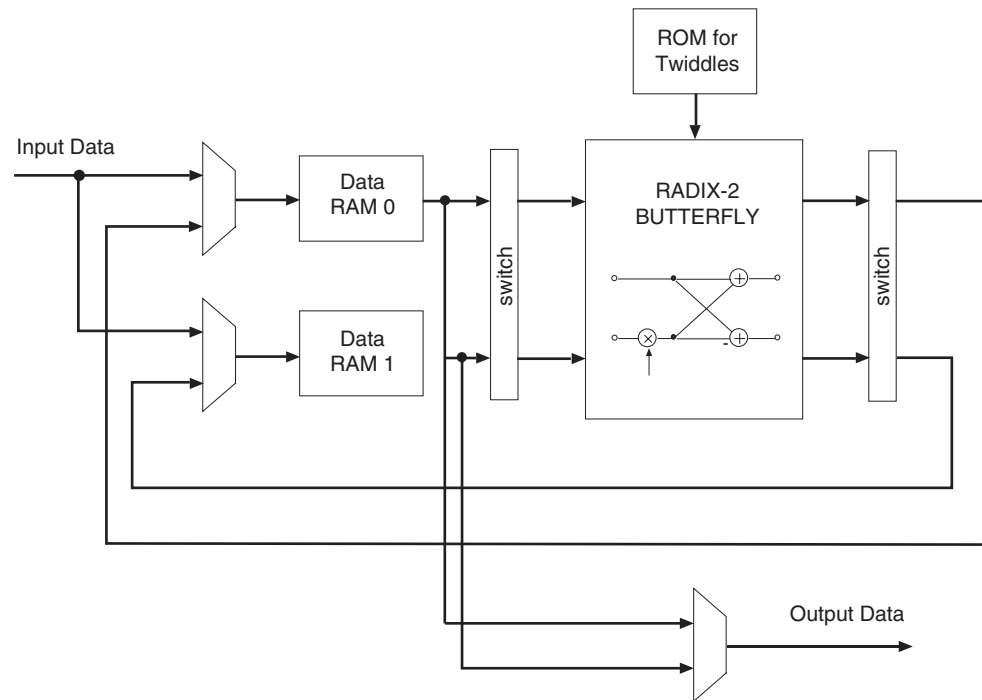 ROM for
Twiddles
Input Data
Data
RAM 0
switch
RADIX-2
BUTTERFLY
switch
Data
RAM 1
-
Output Data